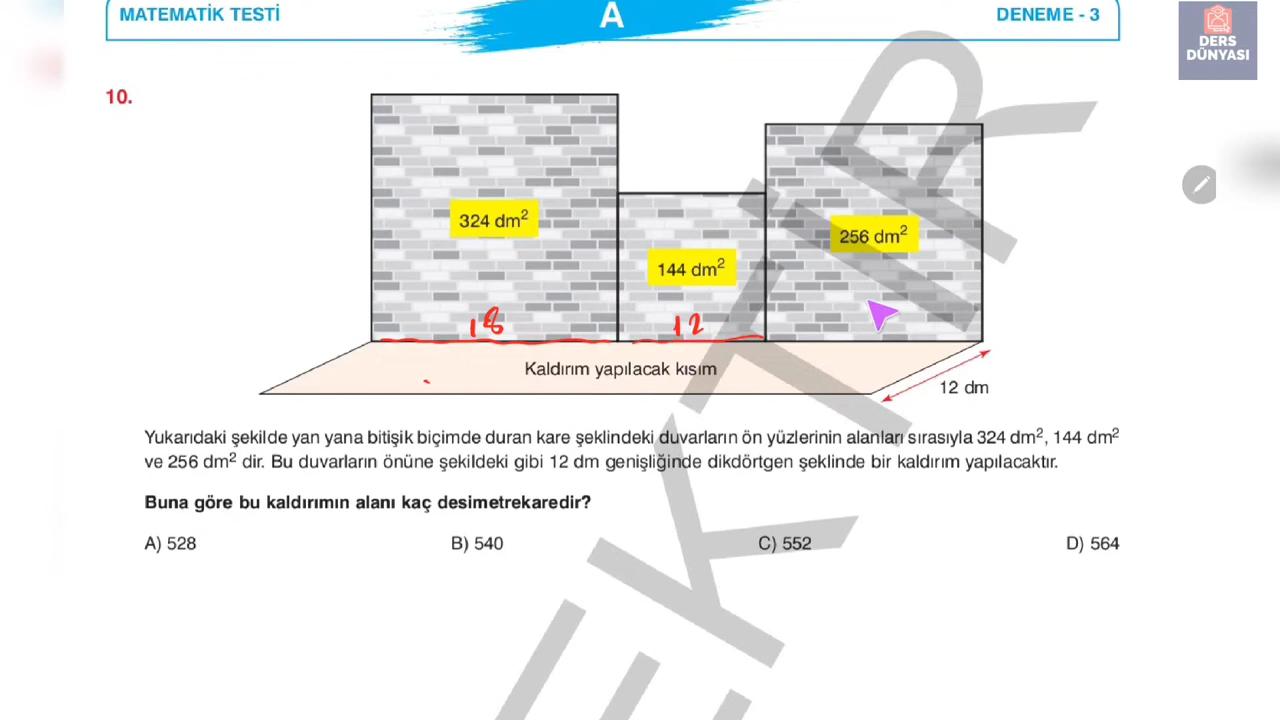 MATEMATİK TESTİ
A
DENEME - 3
DERS
DÜNYASI
10.
324 dm²
144 dm²
256 dm²
18
12
Kaldırım yapılacak kısım
12 dm
Yukarıdaki şekilde yan yana bitişik biçimde duran kare şeklindeki duvarların ön yüzlerinin alanları sırasıyla 324 dm², 144 dm²
ve 256 dm² dir. Bu duvarların önüne şekildeki gibi 12 dm genişliğinde dikdörtgen şeklinde bir kaldırım yapılacaktır.
Buna göre bu kaldırımın alanı kaç desimetrekaredir?
A) 528
B) 540
C) 552
D) 564